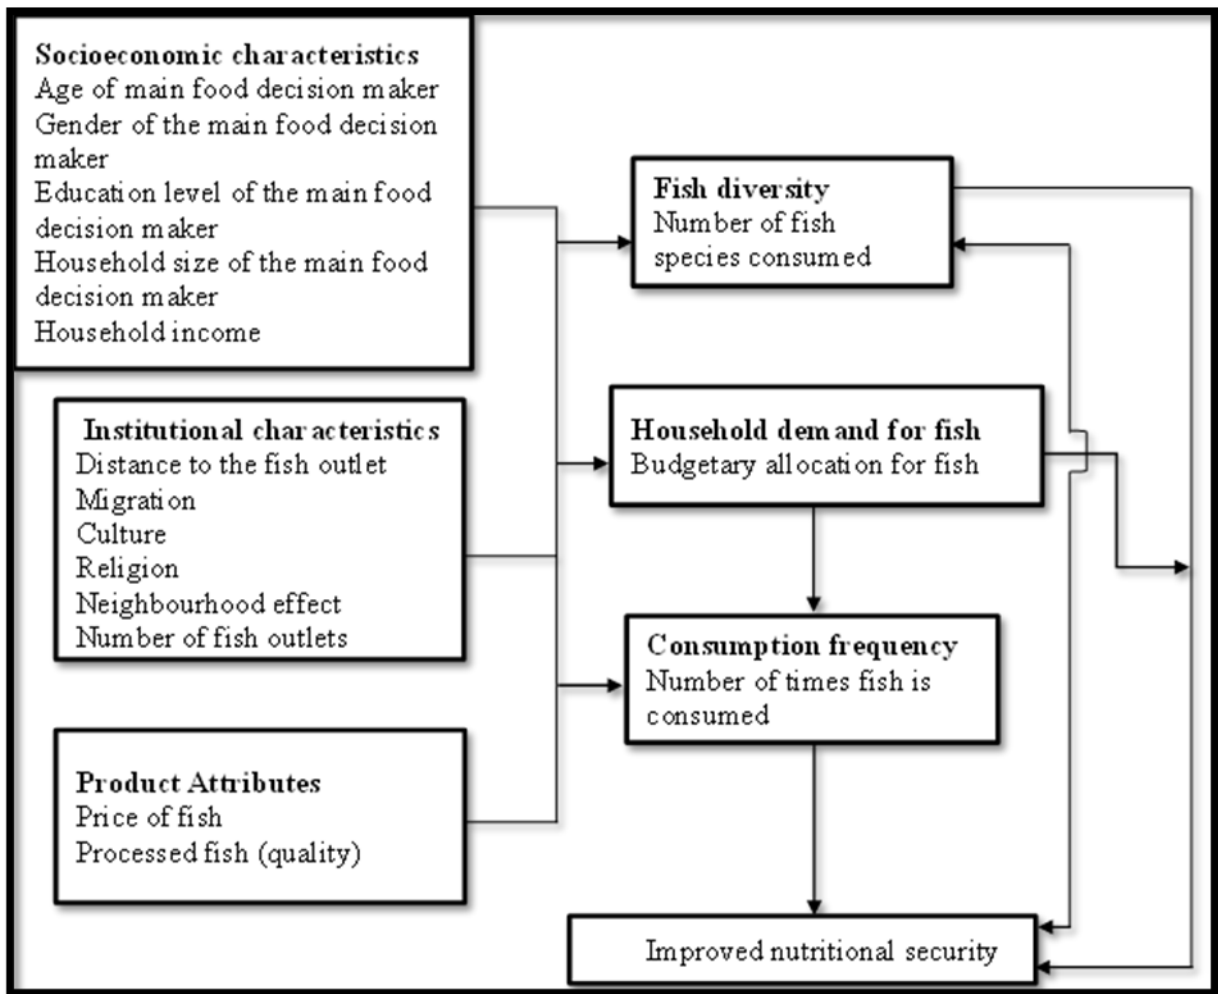 Socioeconomic characteristics
Age of main food decision maker
Gender of the main food decision
maker
Education level of the main food
decision maker
Household size of the main food
decision maker
Household income
Institutional characteristics
Distance to the fish outlet
Migration
Culture
Religion
Neighbourhood effect
Number of fish outlets
Product Attributes
Price of fish
Processed fish (quality)
Fish diversity
Number of fish
species consumed
Household demand for fish
Budgetary allocation for fish
Consumption frequency
Number of times fish is
consumed
Improved nutritional security